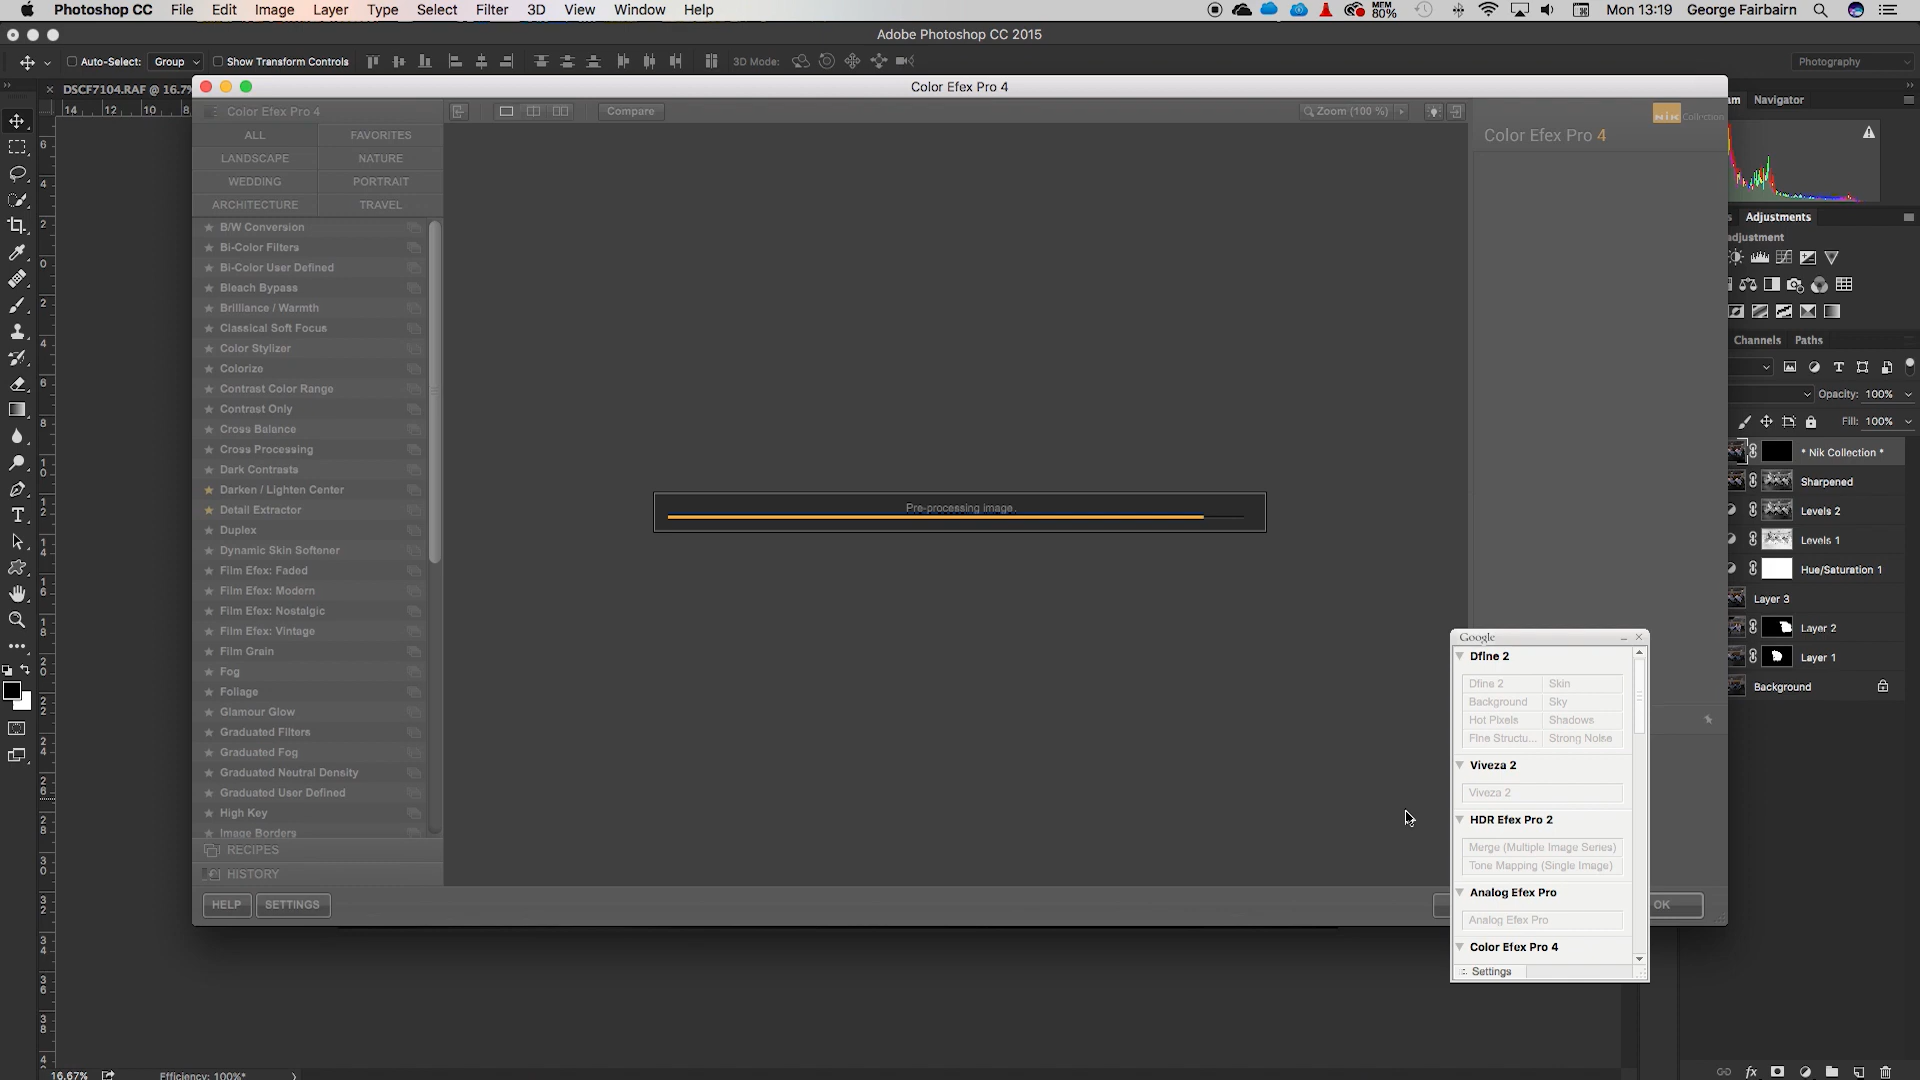 Photoshop CC File Edit Image Layer Type Select Filter 3D View Window Help MEM 80% Mon 13:19 George Fairbairn
Adobe Photoshop CC 2015
Auto-Select: Group Show Transform Controls 3D Mode: Photography
DSCF7104.RAF @ 16.7%
Color Efex Pro 4
Navigator
Color Efex Pro 4
Compare
Zoom (100 %)
Nik Collection
Color Efex Pro 4
ALL FAVORITES
LANDSCAPE NATURE
WEDDING PORTRAIT
ARCHITECTURE TRAVEL
B/W Conversion
Bi-Color Filters
Bi-Color User Defined
Bleach Bypass
Brilliance / Warmth
Classical Soft Focus
Color Stylizer
Colorize
Contrast Color Range
Contrast Only
Cross Balance
Cross Processing
Dark Contrasts
Darken / Lighten Center
Detail Extractor
Duplex
Dynamic Skin Softener
Film Efex: Faded
Film Efex: Modern
Film Efex: Nostalgic
Film Efex: Vintage
Film Grain
Fog
Foliage
Glamour Glow
Graduated Filters
Graduated Fog
Graduated Neutral Density
Graduated User Defined
High Key
Image Borders
RECIPES
HISTORY
HELP SETTINGS
Pre-processing image.
OK
Google
Dfine 2
Dfine 2 Skin
Background Sky
Hot Pixels Shadows
Fine Structu... Strong Noise
Viveza 2
Viveza 2
HDR Efex Pro 2
Merge (Multiple Image Series)
Tone Mapping (Single Image)
Analog Efex Pro
Analog Efex Pro
Color Efex Pro 4
Settings
Adjustments
adjustment
Channels Paths
Opacity: 100%
Fill: 100%
* Nik Collection *
Sharpened
Levels 2
Levels 1
Hue/Saturation 1
Layer 3
Layer 2
Layer 1
Background
16.67% Efficiency: 100%*